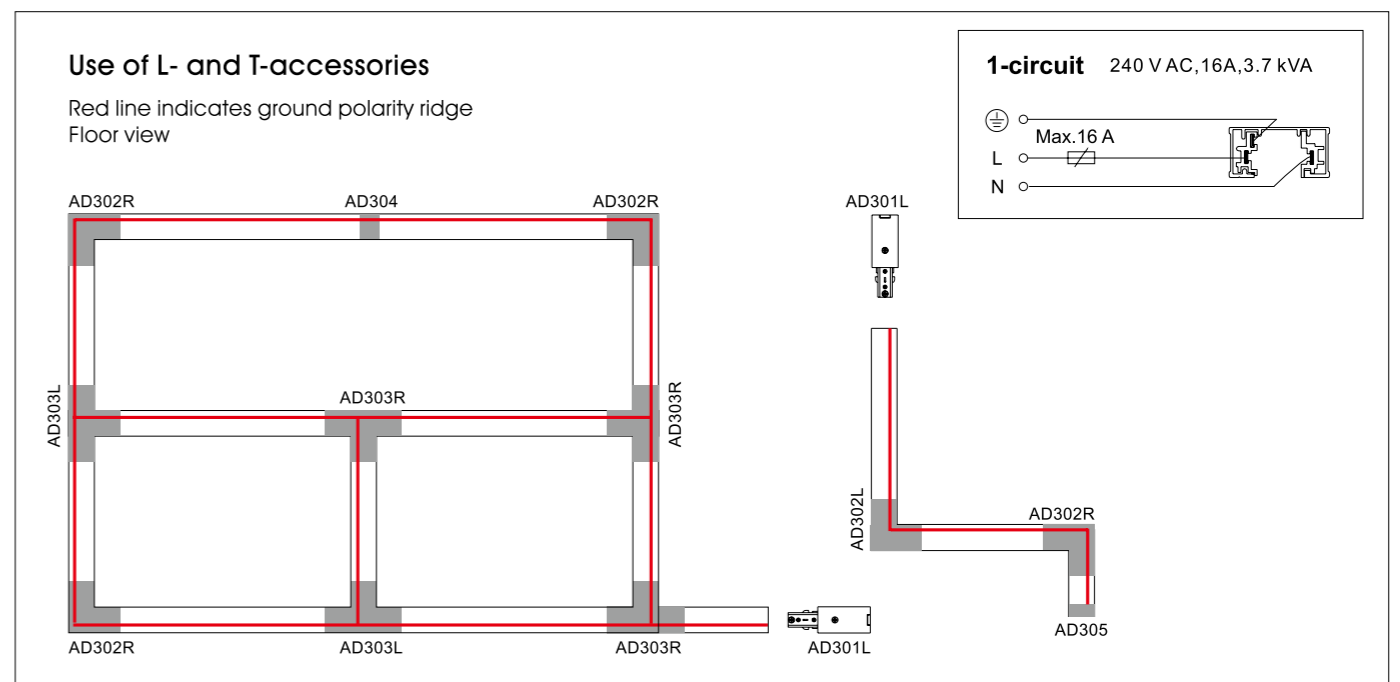 Use of L- and T-accessories
Red line indicates ground polarity ridge
Floor view
1-circuit 240 V AC,16A,3.7 kVA
Max.16 A
L
N
AD302R AD304 AD302R AD301L
AD303L AD303R AD303R
AD302L AD302R
AD305
AD302R AD303L AD303R AD301L